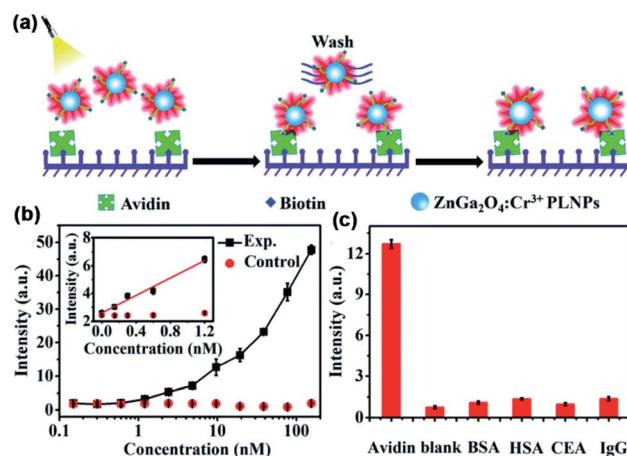 (a)
Wash
Avidin
Biotin
ZnGa₂O₄:Cr³⁺ PLNPs
(b)
Intensity (a.u.)
50
40
30
20
10
0
0.1
1
10
100
Concentration (nM)
Exp.
Control
Intensity (a.u.)
8
6
4
2
0.0 0.4 0.8 1.2
Concentration (nM)
(c)
Intensity (a.u.)
12
9
6
3
0
Avidin blank BSA HSA CEA IgG